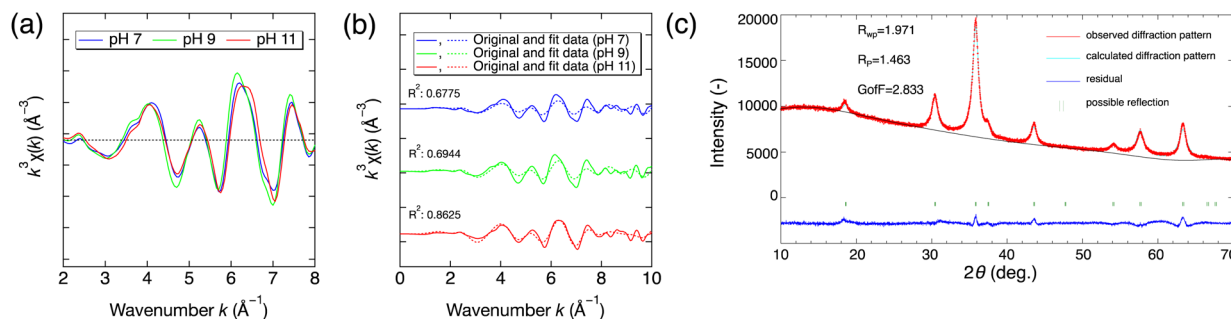 (a)
pH 7 pH 9 pH 11
k³ χ(k) (Å⁻³)
2 3 4 5 6 7 8
Wavenumber k (Å⁻¹)
(b)
, Original and fit data (pH 7)
, Original and fit data (pH 9)
, Original and fit data (pH 11)
R²: 0.6775
R²: 0.6944
R²: 0.8625
k³ χ(k) (Å⁻³)
0 2 4 6 8 10
Wavenumber k (Å⁻¹)
(c)
20000
15000
10000
5000
0
Intensity (-)
Rwp=1.971
RP=1.463
GofF=2.833
observed diffraction pattern
calculated diffraction pattern
residual
possible reflection
10 20 30 40 50 60 70
2θ (deg.)